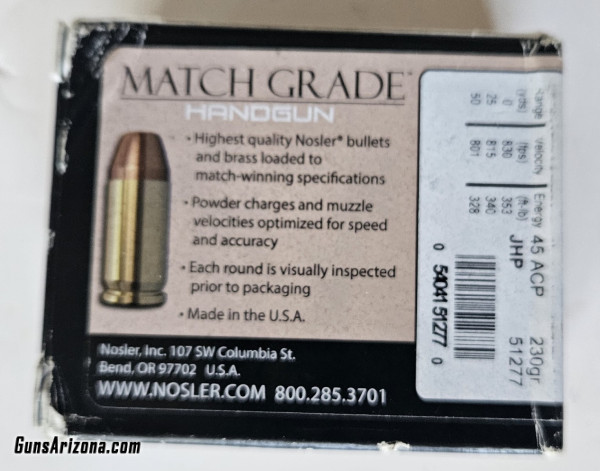 MATCH GRADE™
HANDGUN
• Highest quality Nosler® bullets
and brass loaded to
match-winning specifications
• Powder charges and muzzle
velocities optimized for speed
and accuracy
• Each round is visually inspected
prior to packaging
• Made in the U.S.A.
Nosler, Inc. 107 SW Columbia St.
Bend, OR 97702 U.S.A.
WWW.NOSLER.COM 800.285.3701
45 ACP 230gr
JHP 51277
Range Velocity Energy
(yds) (fps) (ft-lb)
0 830 353
25 815 340
50 801 328
0 54041 51277 0
GunsArizona.com